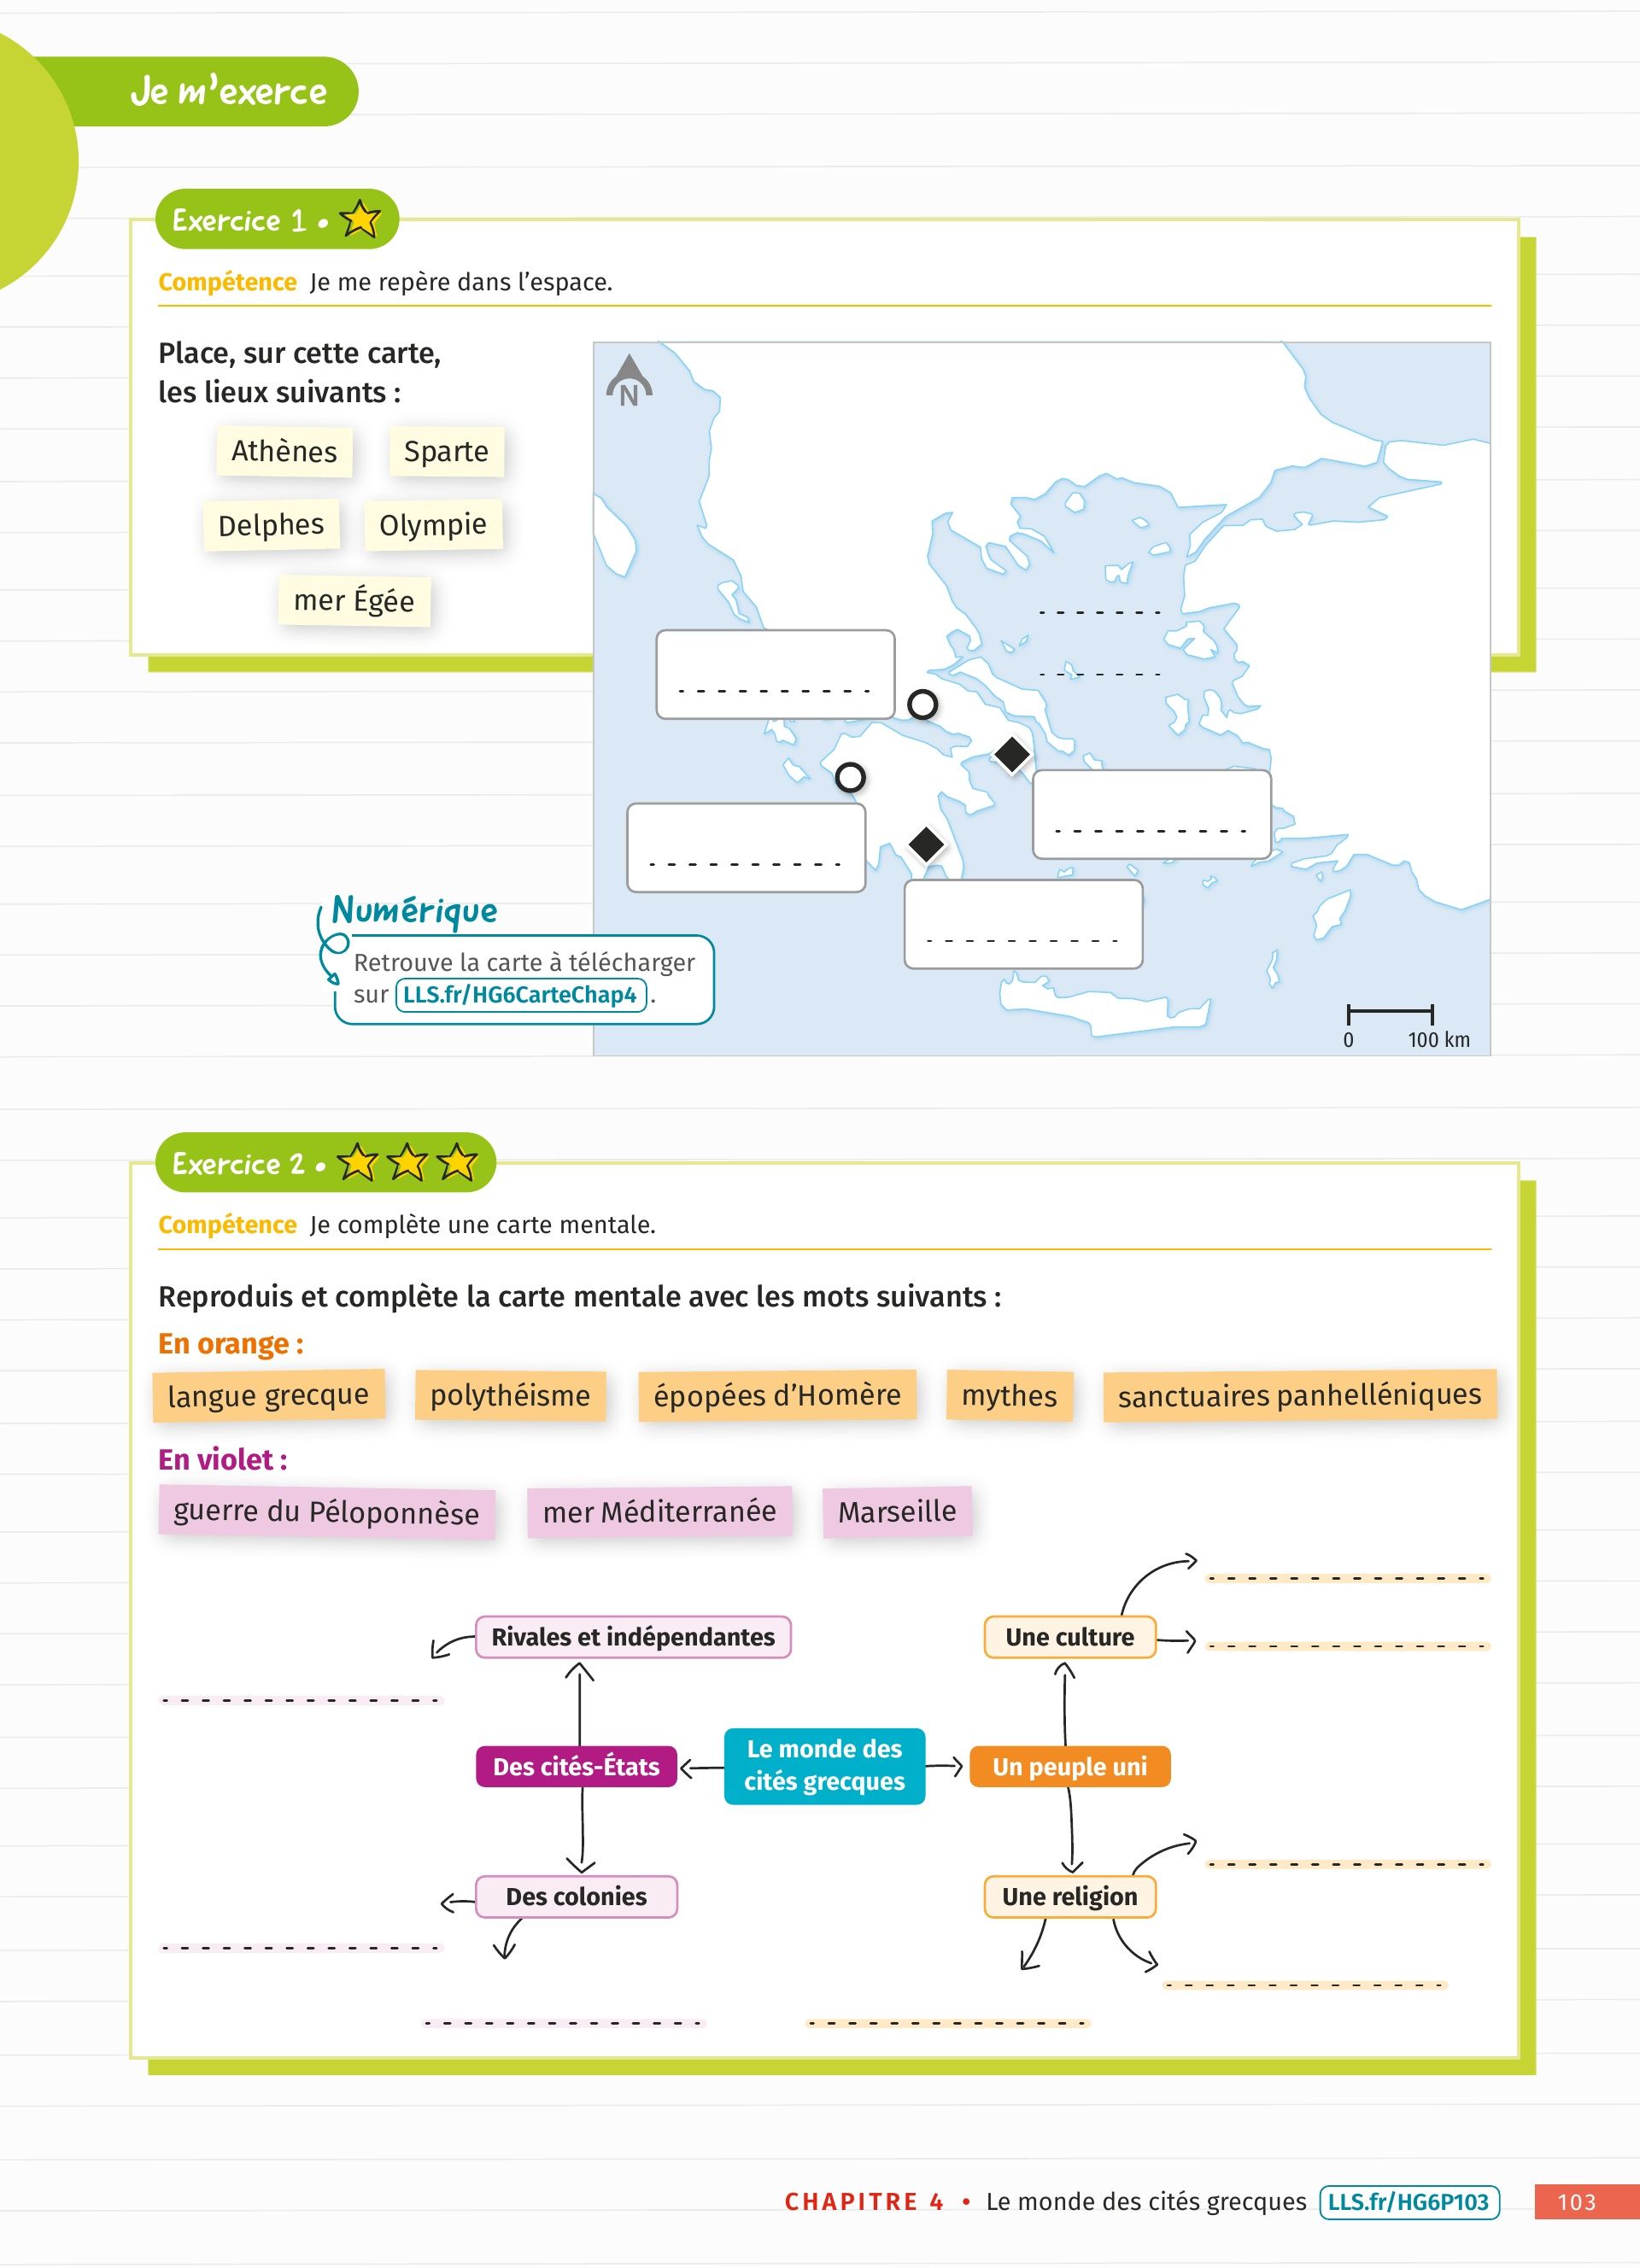 Je m'exerce
Exercice 1 •
Compétence Je me repère dans l'espace.
Place, sur cette carte,
les lieux suivants :
Athènes Sparte
Delphes Olympie
mer Égée
N
Numérique
Retrouve la carte à télécharger
sur LLS.fr/HG6CarteChap4 .
0 100 km
Exercice 2 •
Compétence Je complète une carte mentale.
Reproduis et complète la carte mentale avec les mots suivants :
En orange :
langue grecque polythéisme épopées d'Homère mythes sanctuaires panhelléniques
En violet :
guerre du Péloponnèse mer Méditerranée Marseille
Rivales et indépendantes Une culture
Des cités-États
Le monde des
cités grecques
Un peuple uni
Des colonies Une religion
CHAPITRE 4 • Le monde des cités grecques LLS.fr/HG6P103 103